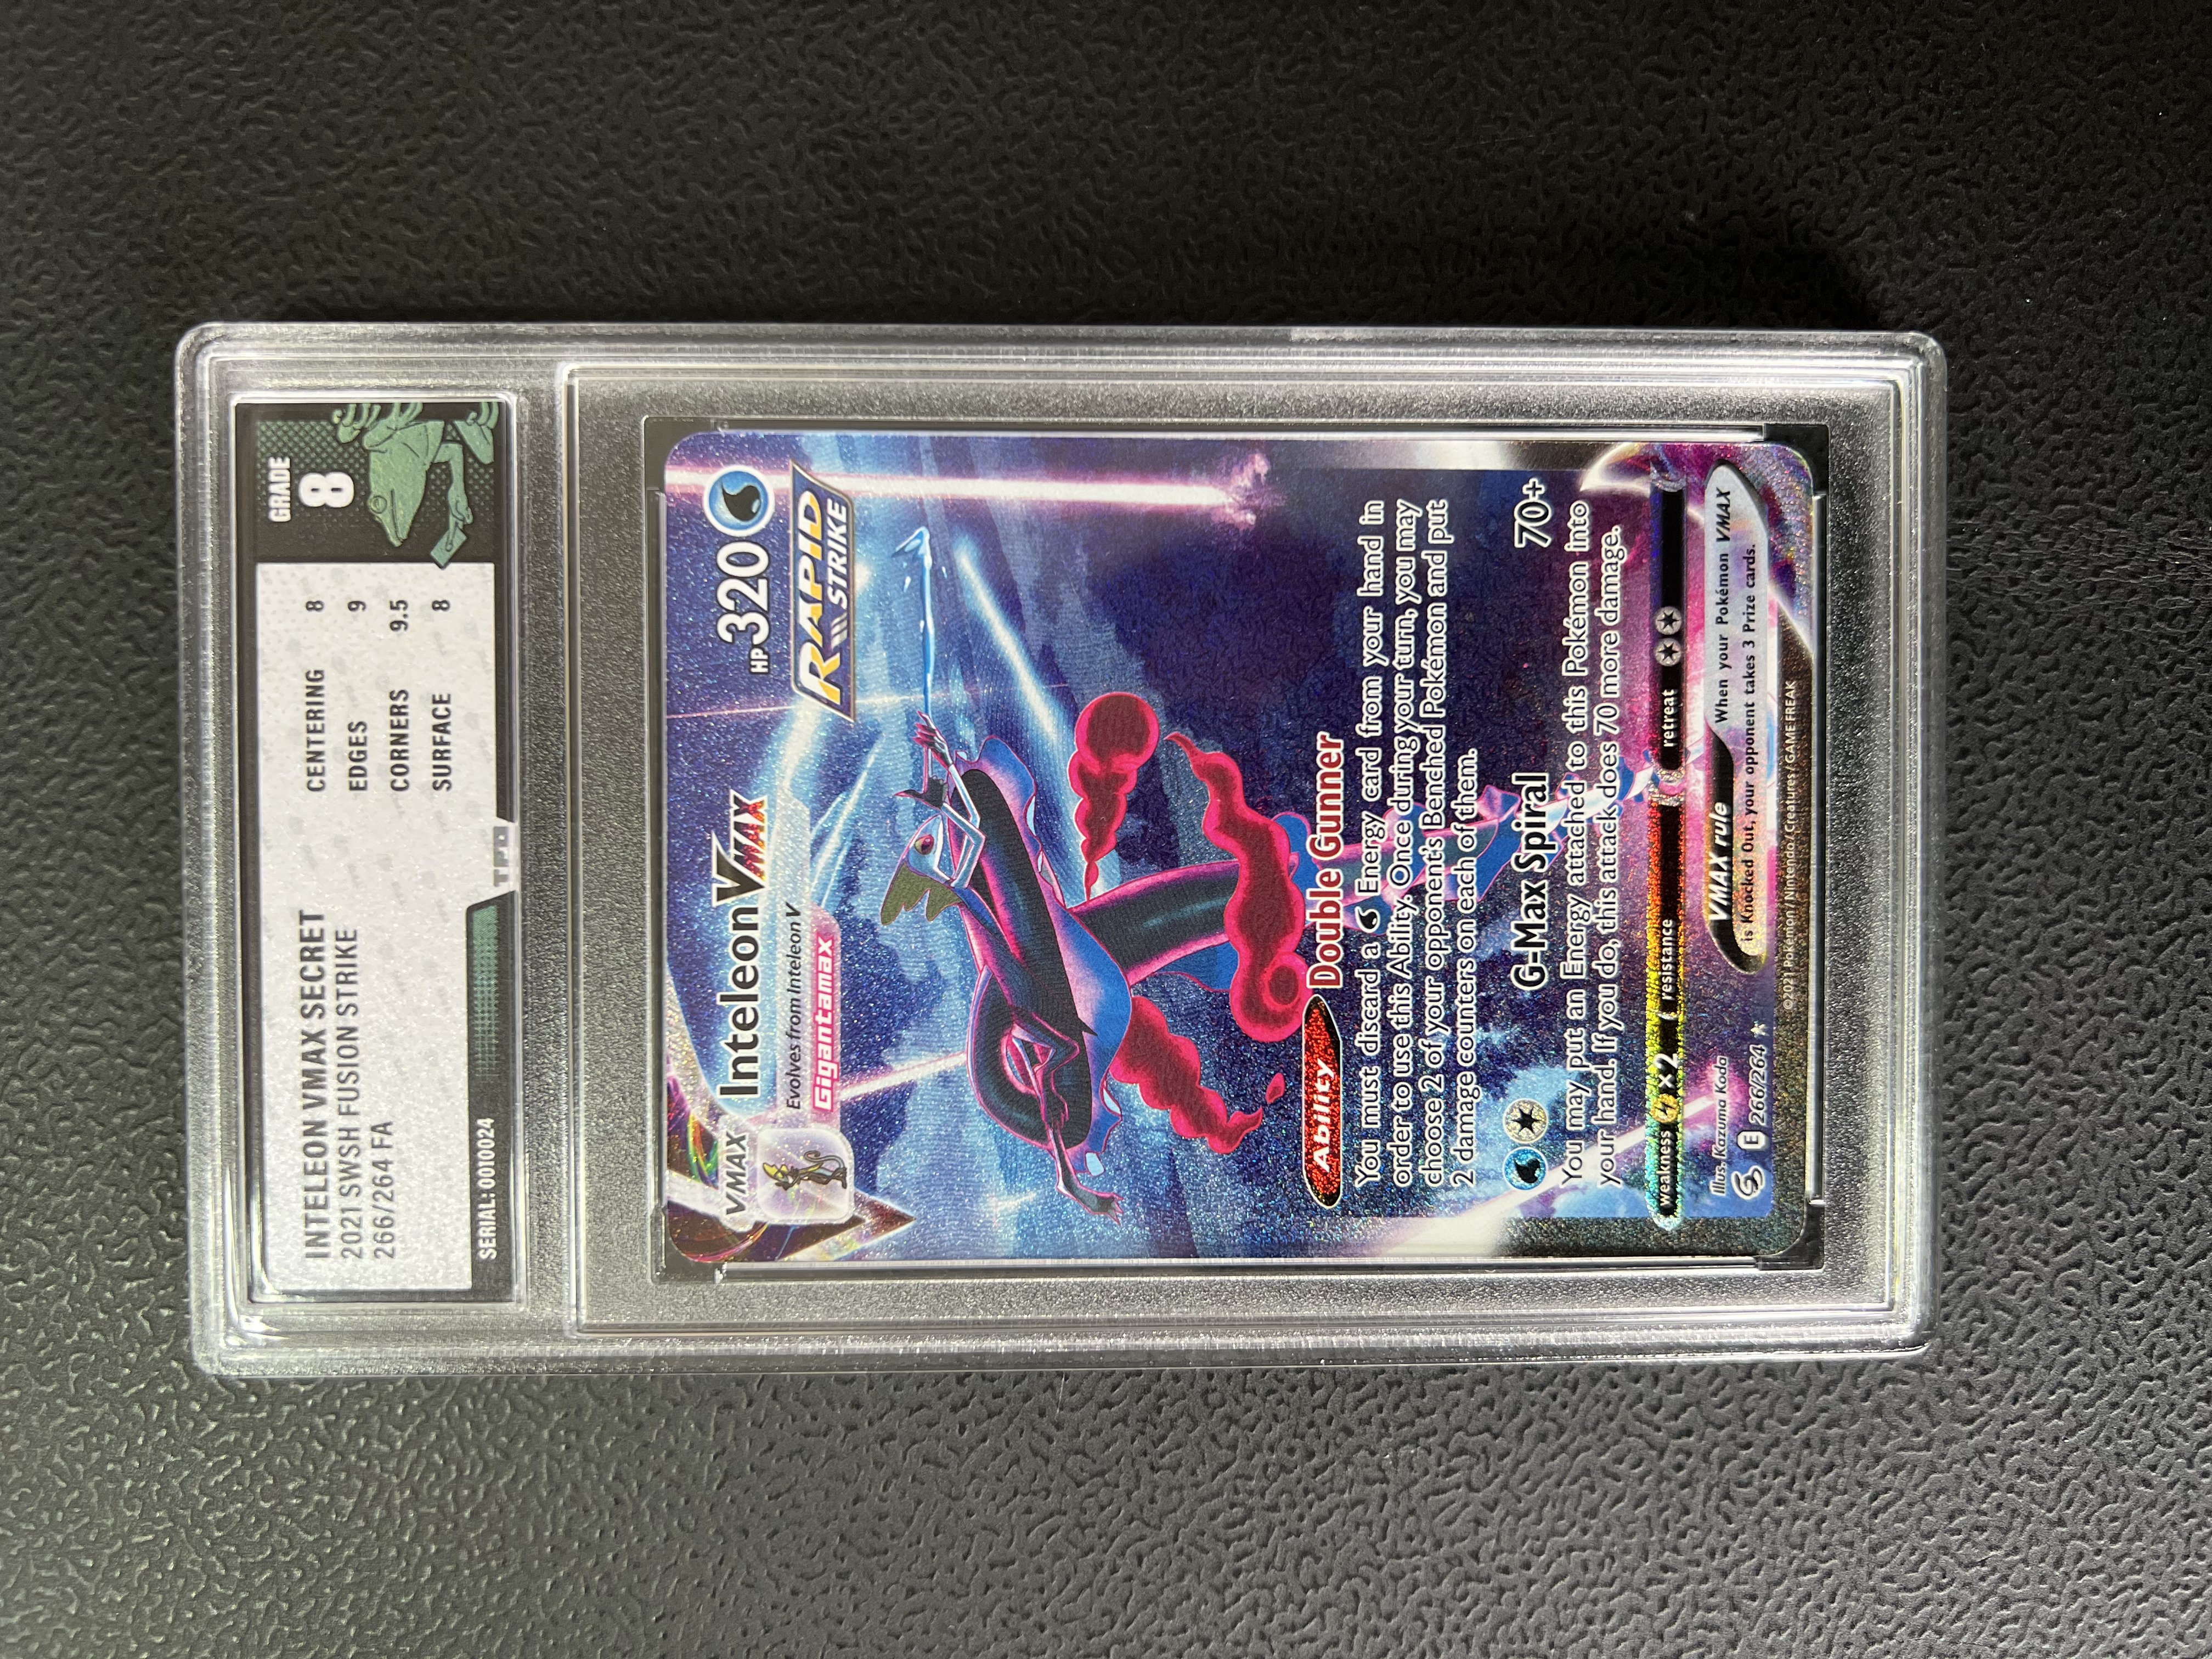 INTELEON VMAX SECRET
2021 SWSH FUSION STRIKE
266/264 FA
CENTERING 8
EDGES 9
CORNERS 9.5
SURFACE 8
GRADE
8
SERIAL: 0010024
VMAX
Inteleon VMAX
HP 320
Evolves from Inteleon V
Gigantamax
RAPID
STRIKE
Ability Double Gunner
You must discard a Energy card from your hand in
order to use this Ability. Once during your turn, you may
choose 2 of your opponent's Benched Pokémon and put
2 damage counters on each of them.
G-Max Spiral 70+
You may put an Energy attached to this Pokémon into
your hand. If you do, this attack does 70 more damage.
weakness ×2 resistance retreat
Illus. Kazuma Koda
E 266/264 ★
VMAX rule When your Pokémon VMAX
is Knocked Out, your opponent takes 3 Prize cards.
©2021 Pokémon / Nintendo / Creatures / GAME FREAK